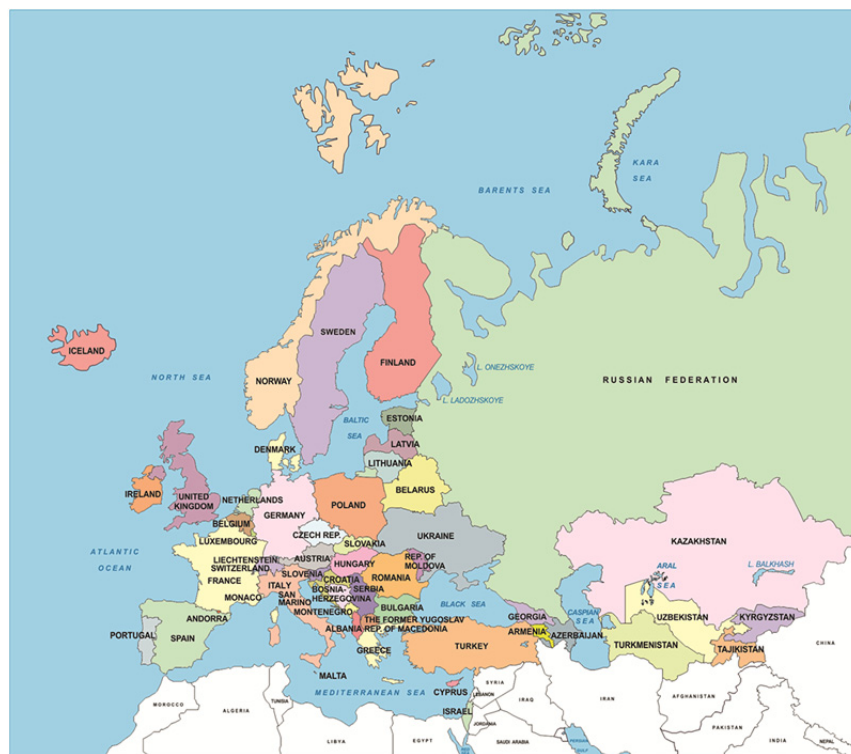 KARA
SEA
BARENTS SEA
ICELAND
SWEDEN
FINLAND
NORTH SEA
NORWAY
L. ONEZHSKOYE
RUSSIAN FEDERATION
L. LADOZHSKOYE
BALTIC
SEA
ESTONIA
DENMARK
LATVIA
LITHUANIA
IRELAND
UNITED
KINGDOM
NETHERLANDS
BELARUS
GERMANY
POLAND
BELGIUM
CZECH REP.
UKRAINE
KAZAKHSTAN
ATLANTIC
OCEAN
LUXEMBOURG
SLOVAKIA
LIECHTENSTEIN
AUSTRIA
HUNGARY
REP. OF
MOLDOVA
SWITZERLAND
SLOVENIA
ARAL
SEA
L. BALKHASH
FRANCE
ITALY
CROATIA
ROMANIA
MONACO
SAN
MARINO
BOSNIA-
HERZEGOVINA
SERBIA
BLACK SEA
CASPIAN
SEA
UZBEKISTAN
KYRGYZSTAN
ANDORRA
MONTENEGRO
BULGARIA
GEORGIA
PORTUGAL
SPAIN
ALBANIA
THE FORMER YUGOSLAV
REP. OF MACEDONIA
ARMENIA
AZERBAIJAN
TURKMENISTAN
TAJIKISTAN
CHINA
GREECE
TURKEY
MALTA
MEDITERRANEAN SEA
CYPRUS
SYRIA
LEBANON
ISRAEL
IRAQ
IRAN
AFGHANISTAN
MOROCCO
ALGERIA
TUNISIA
LIBYA
EGYPT
JORDANIA
SAUDI ARABIA
PAKISTAN
INDIA
NEPAL
RED
SEA
PERSIAN
GULF